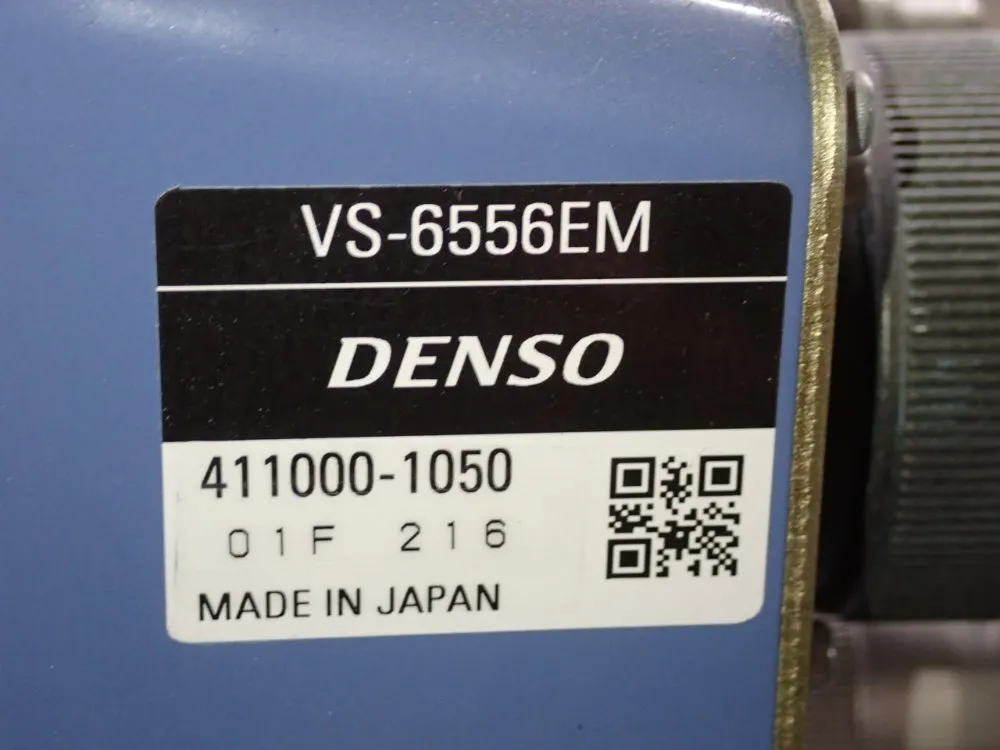 VS-6556EM
DENSO
411000-1050
01F 216
MADE IN JAPAN